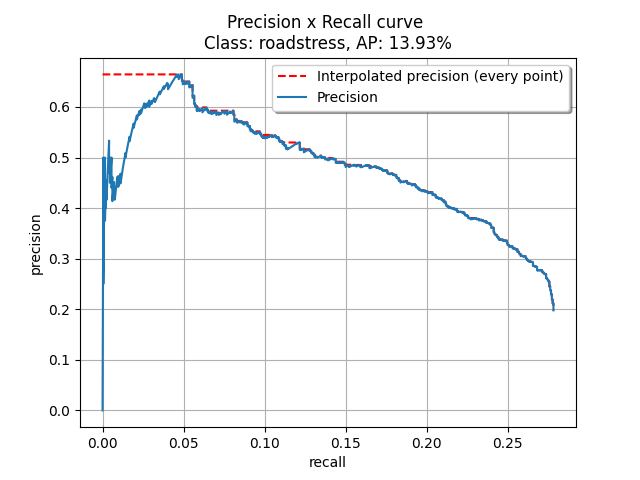 Precision x Recall curve
Class: roadstress, AP: 13.93%
Interpolated precision (every point)
Precision
precision
0.6
0.5
0.4
0.3
0.2
0.1
0.0
0.00 0.05 0.10 0.15 0.20 0.25
recall